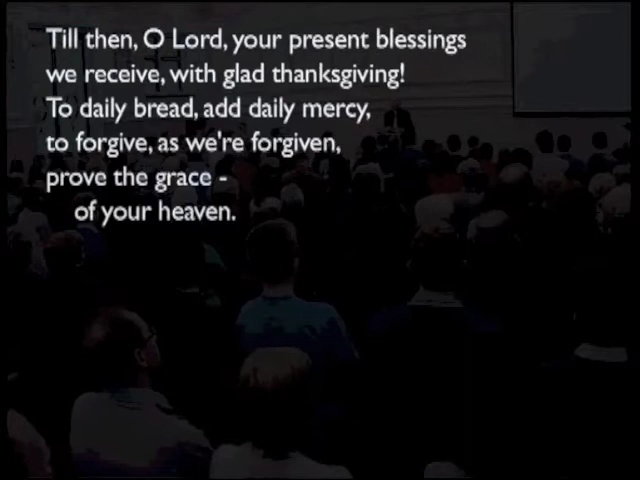 Till then, O Lord, your present blessings
we receive, with glad thanksgiving!
To daily bread, add daily mercy,
to forgive, as we're forgiven,
prove the grace -
of your heaven.